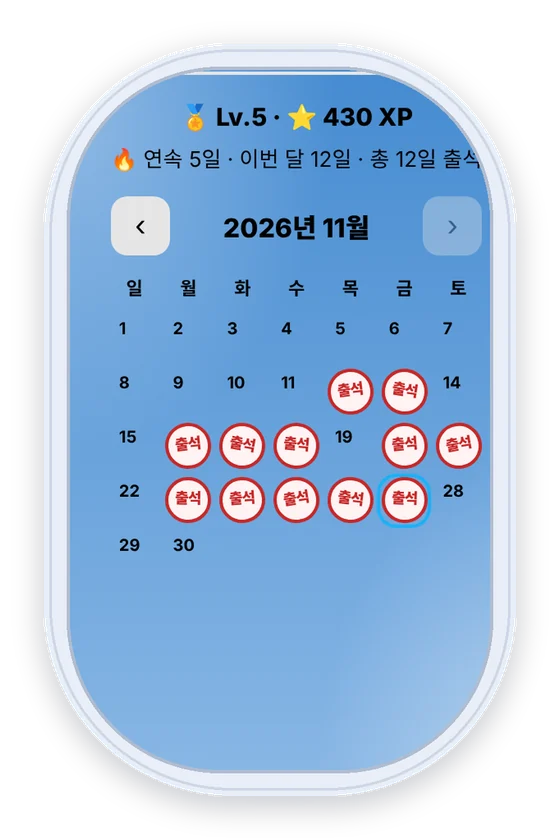 🏅 Lv.5 · ⭐ 430 XP
🔥 연속 5일 · 이번 달 12일 · 총 12일 출석
‹ 2026년 11월 ›
일 월 화 수 목 금 토
1 2 3 4 5 6 7
8 9 10 11 출석 출석 14
15 출석 출석 출석 19 출석 출석
22 출석 출석 출석 출석 출석 28
29 30